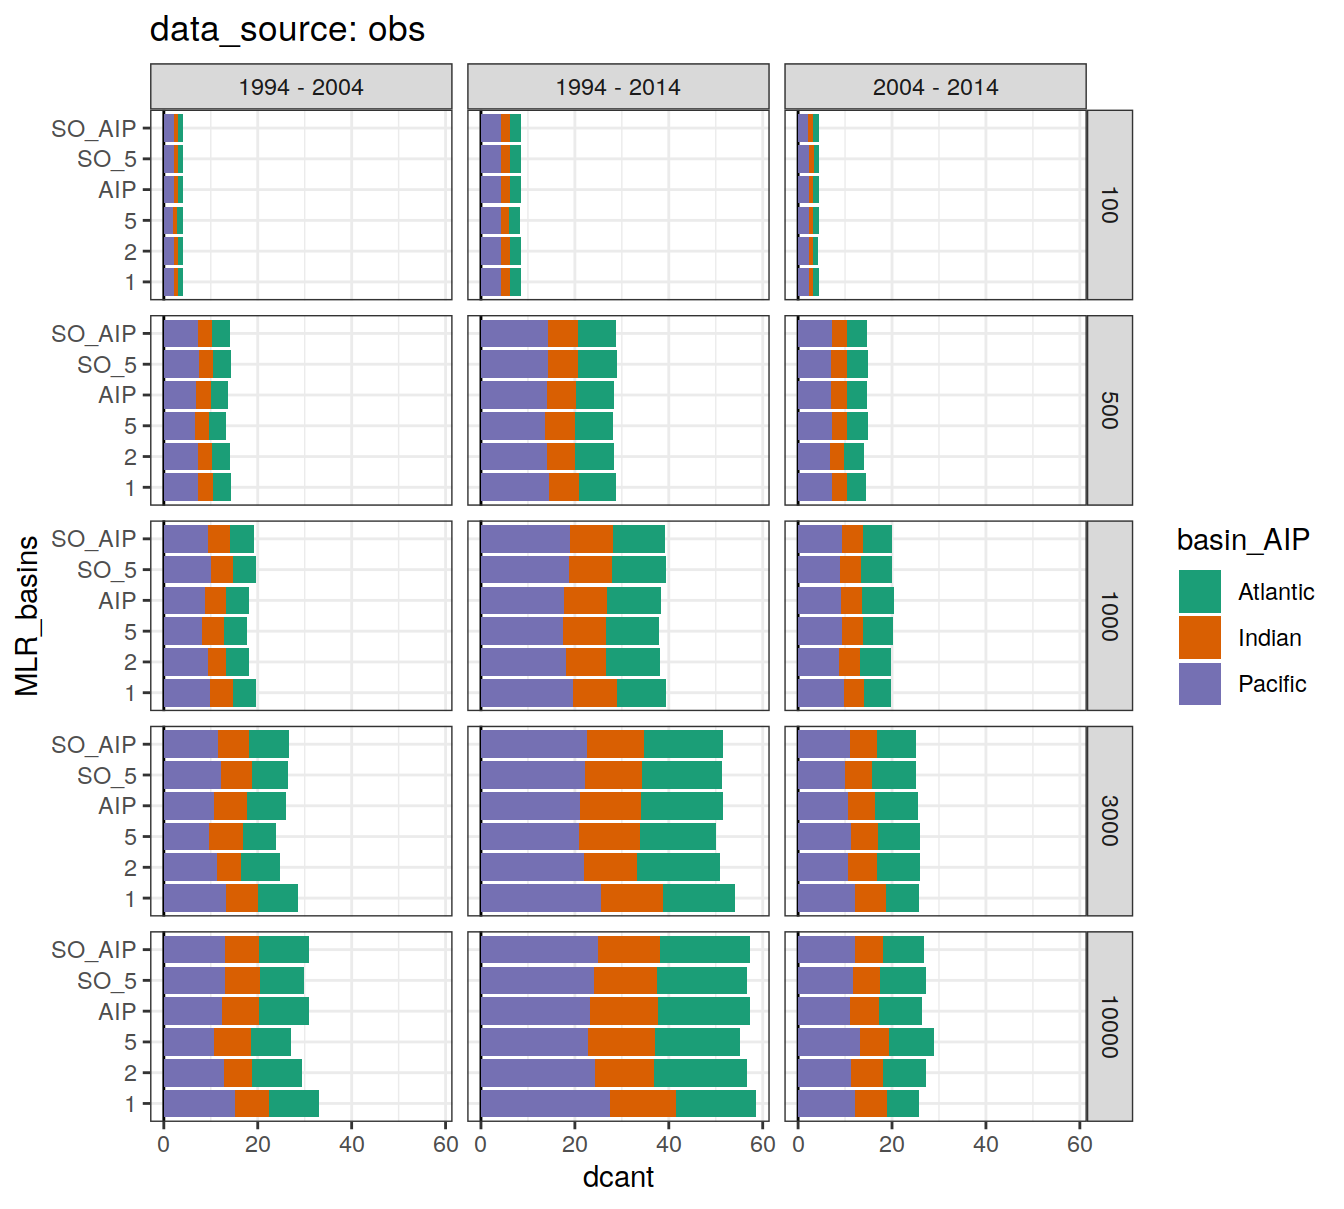 data_source: obs
1994 - 2004
1994 - 2014
2004 - 2014
SO_AIP
SO_5
AIP
5
2
1
100
SO_AIP
SO_5
AIP
5
2
1
500
SO_AIP
SO_5
AIP
5
2
1
1000
SO_AIP
SO_5
AIP
5
2
1
3000
SO_AIP
SO_5
AIP
5
2
1
10000
0 20 40 60
0 20 40 60
0 20 40 60
dcant
MLR_basins
basin_AIP
Atlantic
Indian
Pacific